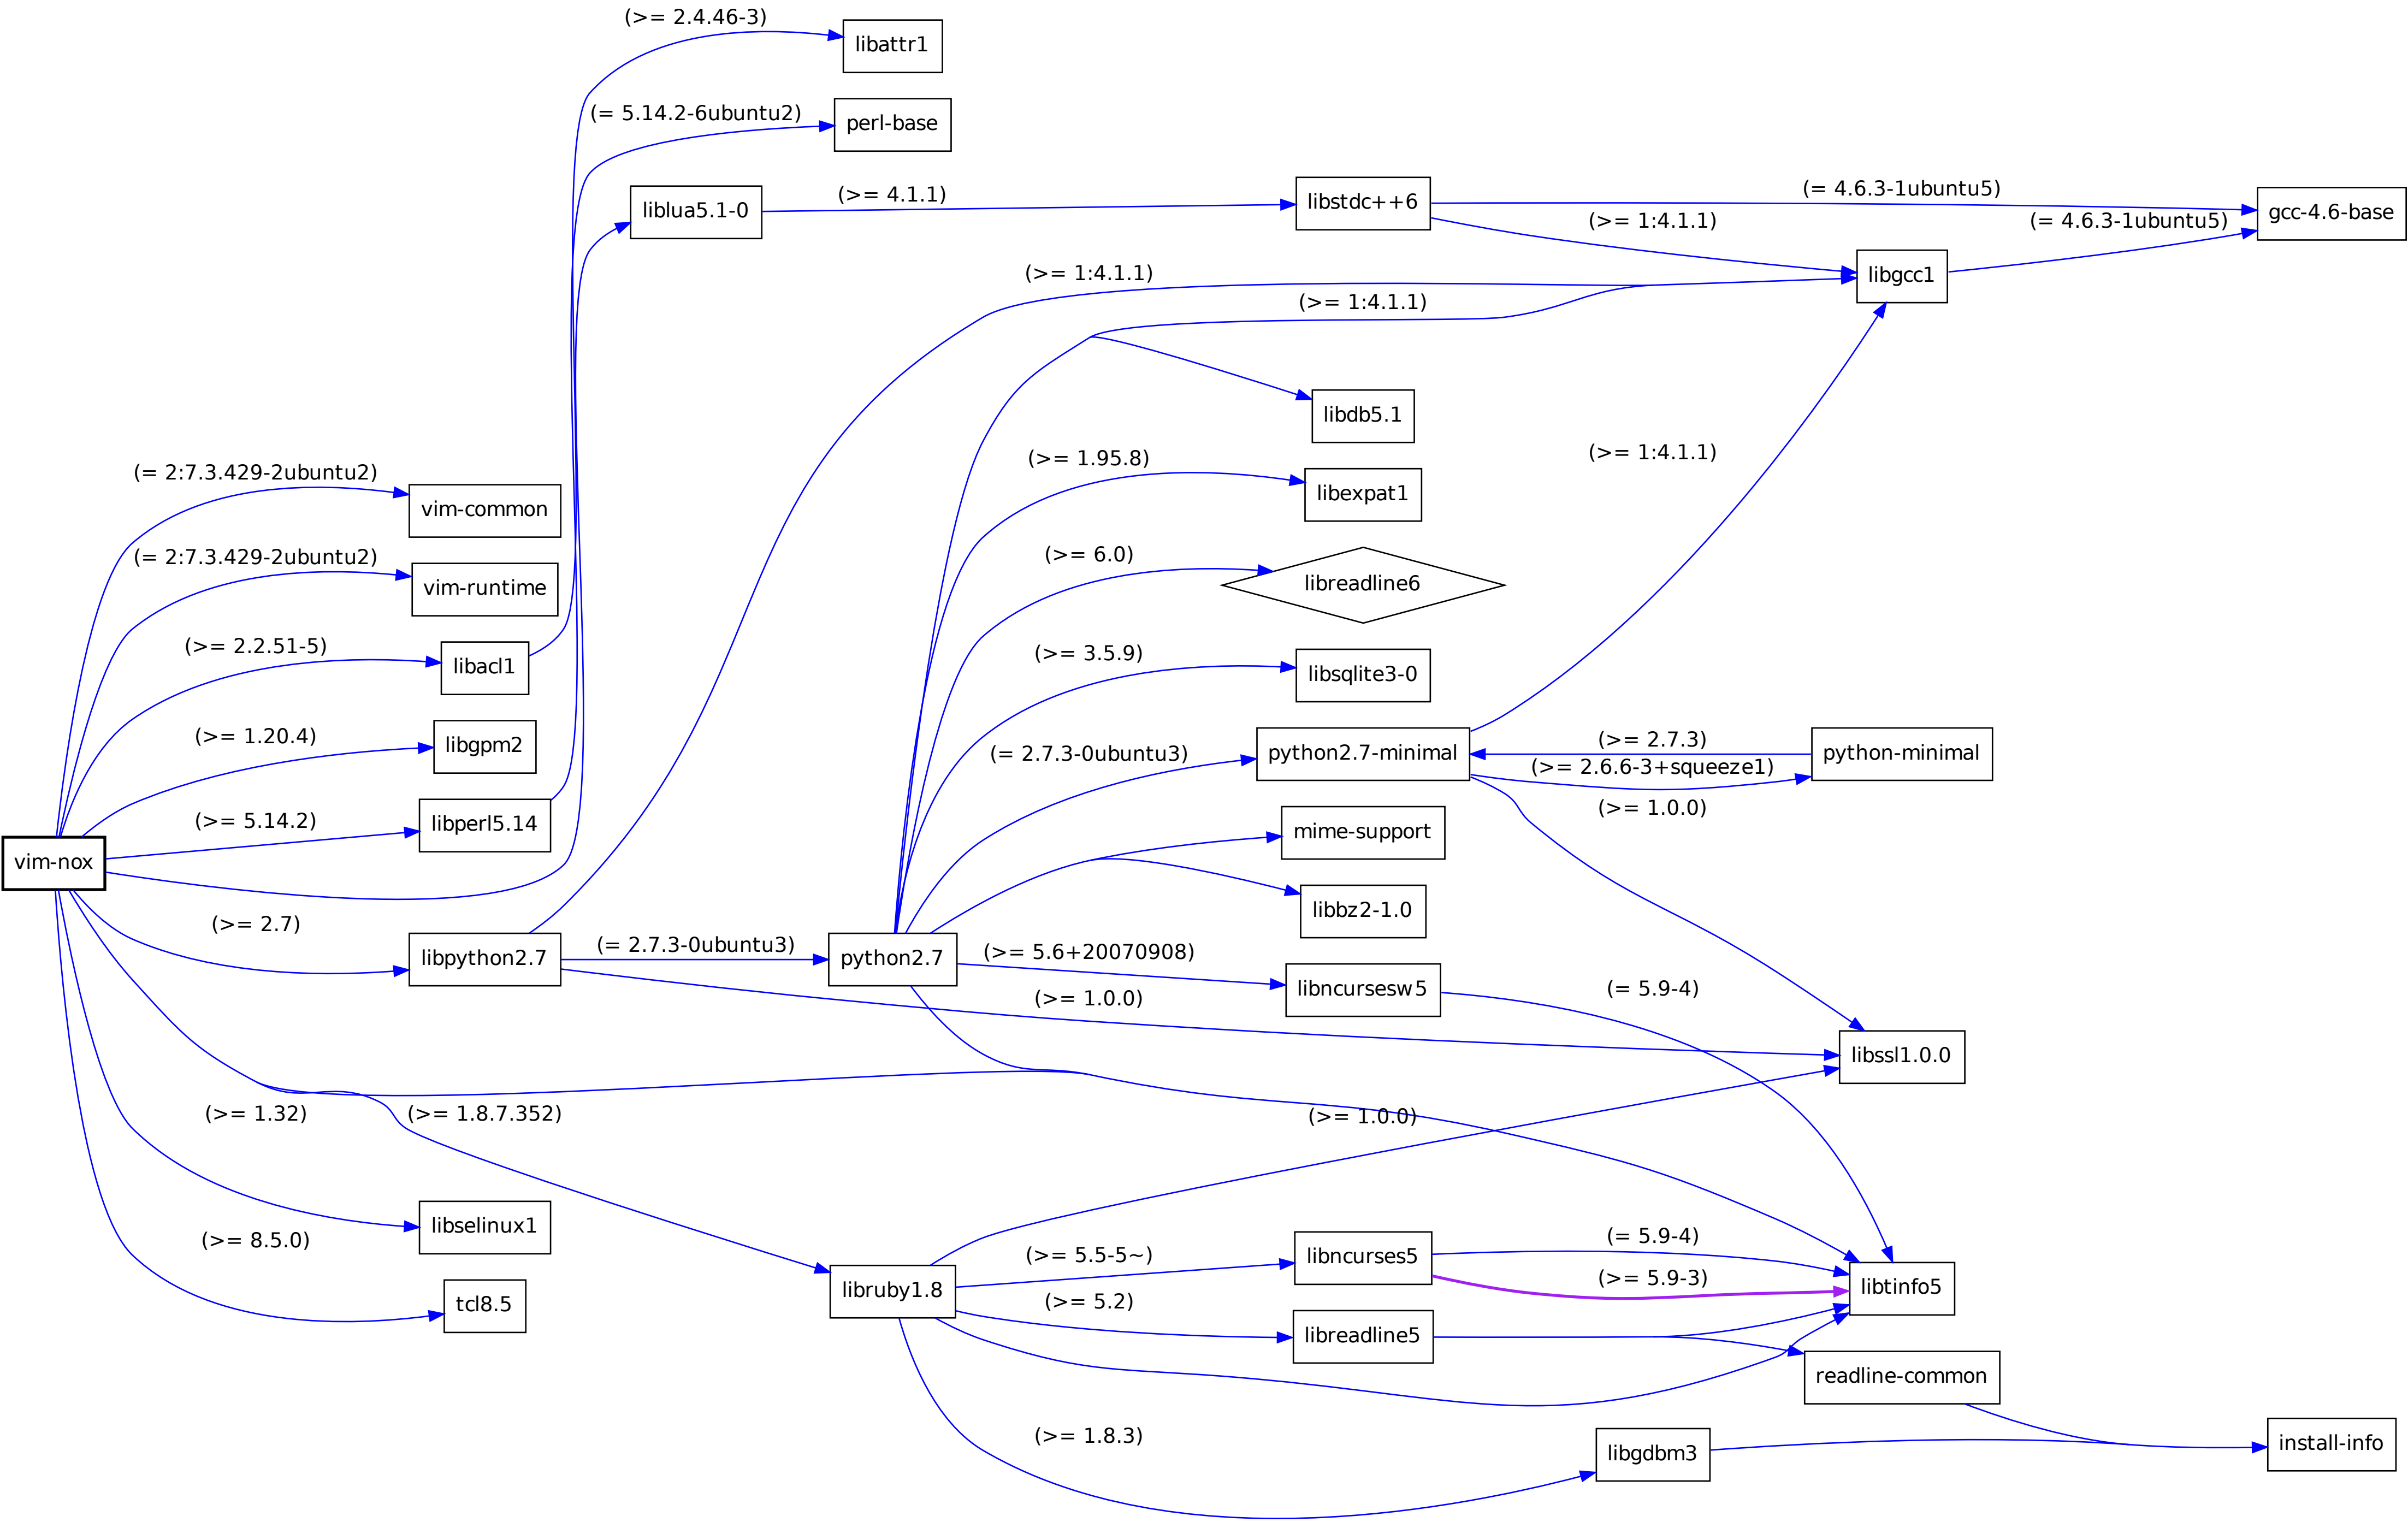 (>= 2.4.46-3)
libattr1
(= 5.14.2-6ubuntu2)
perl-base
liblua5.1-0
(>= 4.1.1)
libstdc++6
(= 4.6.3-1ubuntu5)
gcc-4.6-base
(>= 1:4.1.1)
(= 4.6.3-1ubuntu5)
libgcc1
(>= 1:4.1.1)
(>= 1:4.1.1)
libdb5.1
(>= 1:4.1.1)
(>= 1.95.8)
(= 2:7.3.429-2ubuntu2)
libexpat1
vim-common
(= 2:7.3.429-2ubuntu2)
(>= 6.0)
vim-runtime
libreadline6
(>= 2.2.51-5)
libacl1
(>= 3.5.9)
libsqlite3-0
(>= 1.20.4)
libgpm2
(= 2.7.3-0ubuntu3)
python2.7-minimal
(>= 2.7.3)
python-minimal
(>= 2.6.6-3+squeeze1)
(>= 1.0.0)
(>= 5.14.2)
libperl5.14
mime-support
vim-nox
libbz2-1.0
(>= 2.7)
libpython2.7
(= 2.7.3-0ubuntu3)
python2.7
(>= 5.6+20070908)
libncursesw5
(= 5.9-4)
(>= 1.0.0)
libssl1.0.0
(>= 1.32)
(>= 1.8.7.352)
(>= 1.0.0)
libselinux1
(>= 8.5.0)
tcl8.5
libruby1.8
(>= 5.5-5~)
libncurses5
(= 5.9-4)
(>= 5.9-3)
libtinfo5
(>= 5.2)
libreadline5
readline-common
(>= 1.8.3)
libgdbm3
install-info